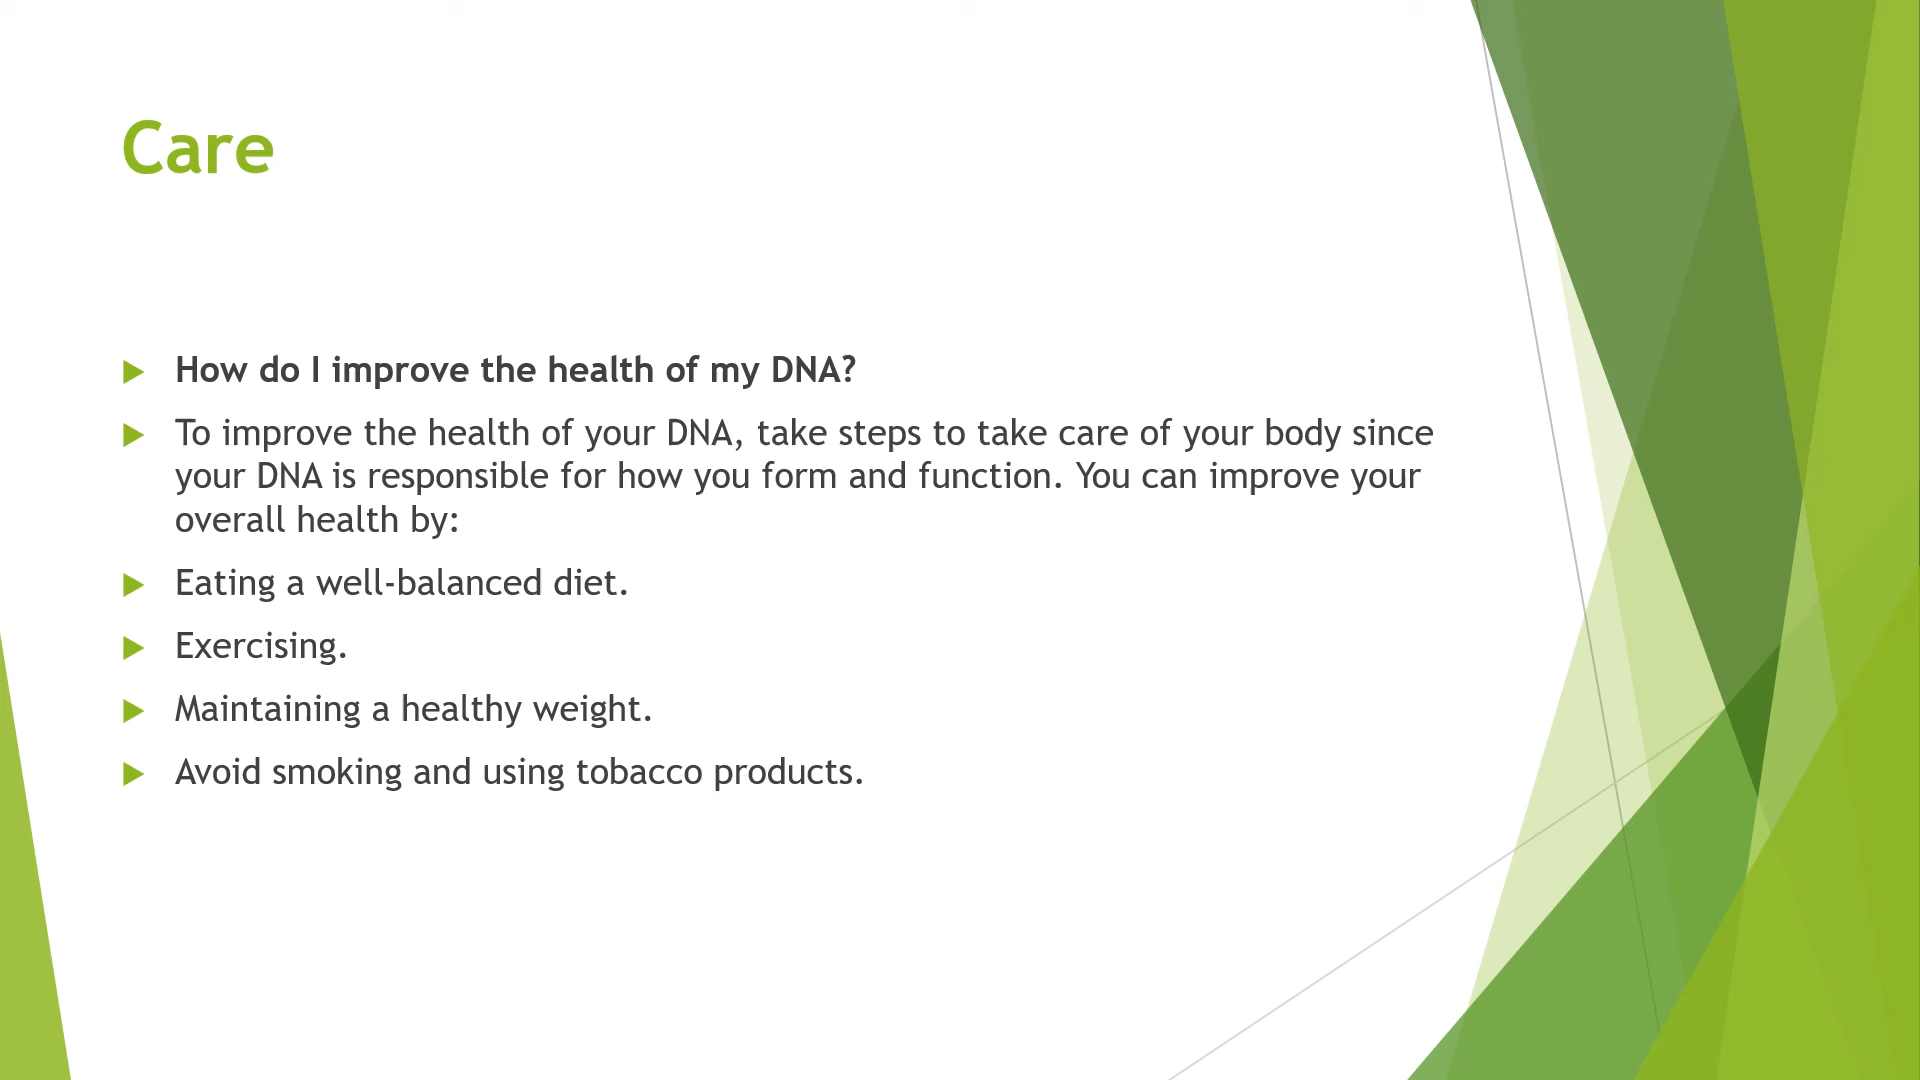 Care
How do I improve the health of my DNA?
To improve the health of your DNA, take steps to take care of your body since
your DNA is responsible for how you form and function. You can improve your
overall health by:
Eating a well-balanced diet.
Exercising.
Maintaining a healthy weight.
Avoid smoking and using tobacco products.